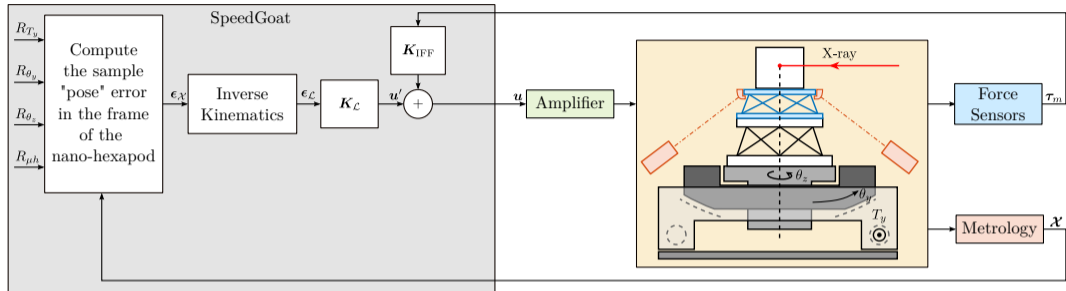 SpeedGoat
R_{T_y}
R_{θ_y}
R_{θ_z}
R_{μh}
Compute
the sample
"pose" error
in the frame
of the
nano-hexapod
ϵ_𝒳
Inverse
Kinematics
ϵ_ℒ
K_ℒ
u′
K_IFF
+
u
Amplifier
X-ray
θ_z
θ_y
T_y
Force
Sensors
τ_m
Metrology
𝒳